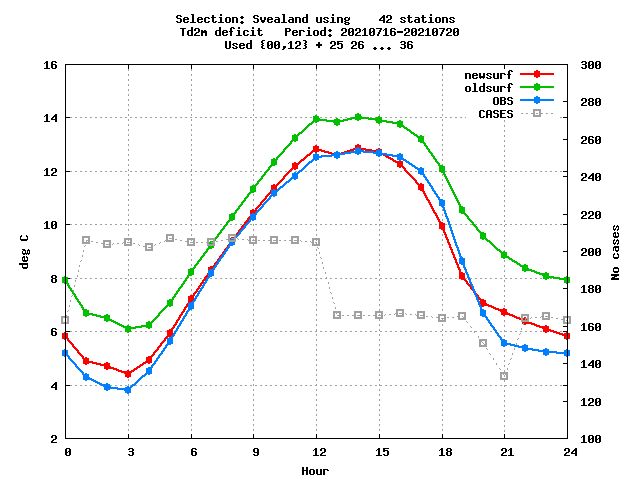 Selection: Svealand using    42 stations
Td2m deficit   Period: 20210716-20210720
Used {00,12} + 25 26 ... 36
16
14
12
10
8
6
4
2
300
280
260
240
220
200
180
160
140
120
100
newsurf
oldsurf
OBS
CASES
deg C
No cases
0 3 6 9 12 15 18 21 24
Hour